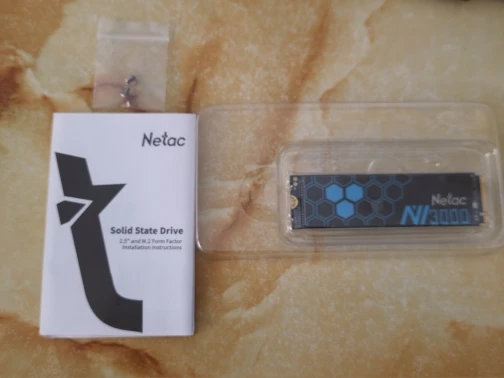 Netac
Solid State Drive
2.5" and M.2 Form Factor
Installation Instructions
Netac
NV3000